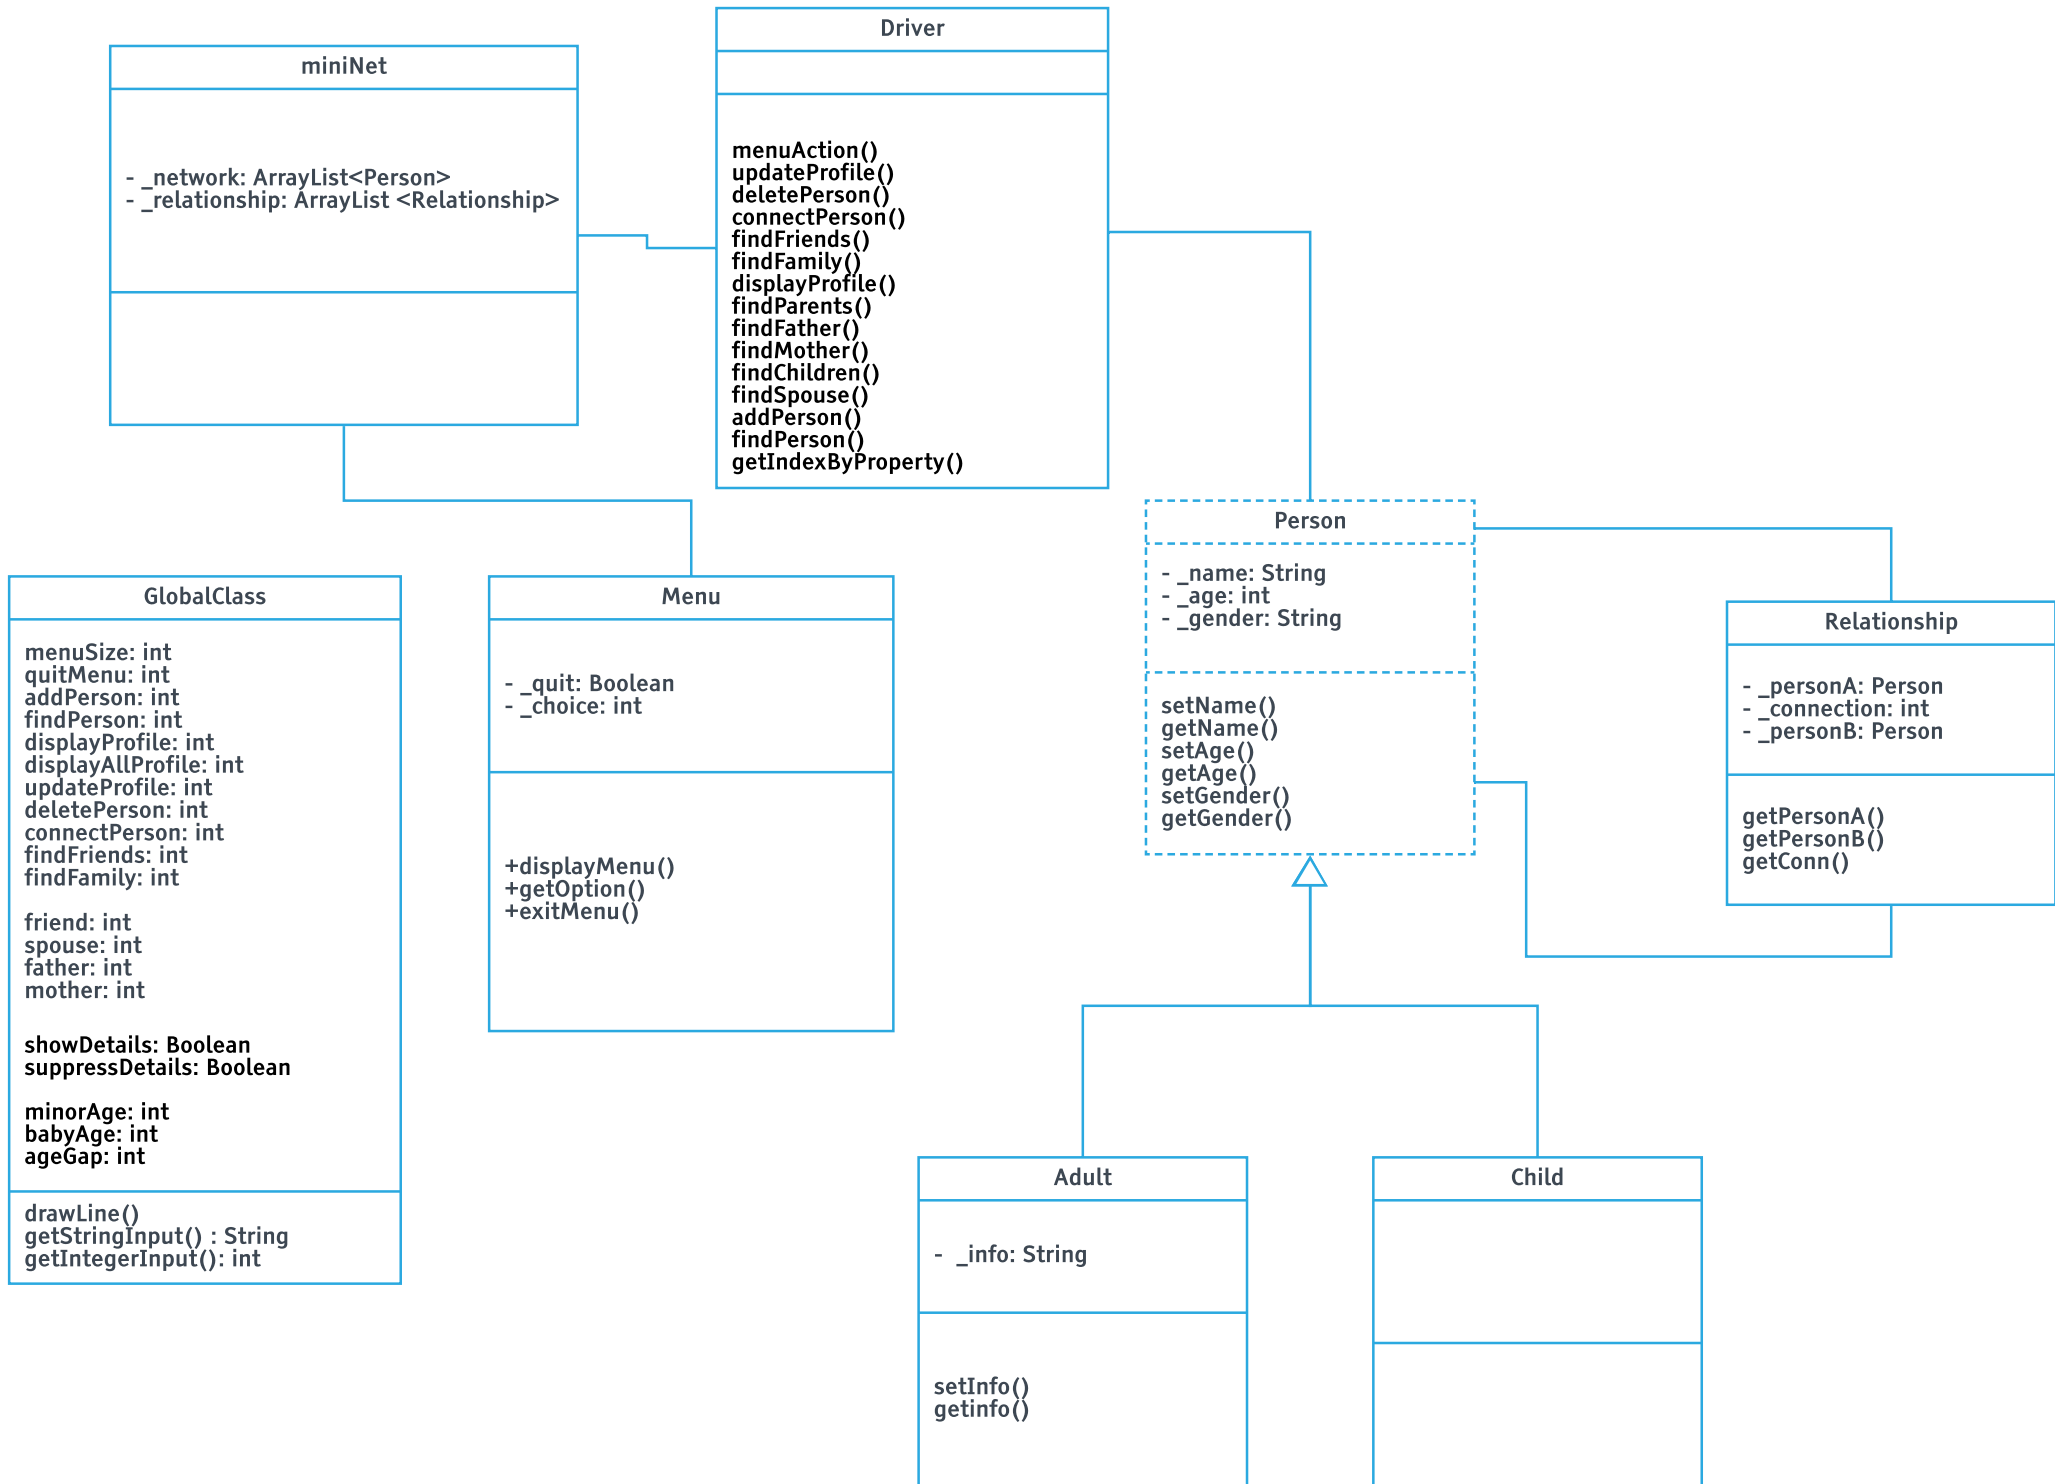 miniNet
- _network: ArrayList<Person>
- _relationship: ArrayList <Relationship>
Driver
menuAction()
updateProfile()
deletePerson()
connectPerson()
findFriends()
findFamily()
displayProfile()
findParents()
findFather()
findMother()
findChildren()
findSpouse()
addPerson()
findPerson()
getIndexByProperty()
GlobalClass
menuSize: int
quitMenu: int
addPerson: int
findPerson: int
displayProfile: int
displayAllProfile: int
updateProfile: int
deletePerson: int
connectPerson: int
findFriends: int
findFamily: int
friend: int
spouse: int
father: int
mother: int
showDetails: Boolean
suppressDetails: Boolean
minorAge: int
babyAge: int
ageGap: int
drawLine()
getStringInput() : String
getIntegerInput(): int
Menu
- _quit: Boolean
- _choice: int
+displayMenu()
+getOption()
+exitMenu()
Person
- _name: String
- _age: int
- _gender: String
setName()
getName()
setAge()
getAge()
setGender()
getGender()
Relationship
- _personA: Person
- _connection: int
- _personB: Person
getPersonA()
getPersonB()
getConn()
Adult
-  _info: String
setInfo()
getinfo()
Child